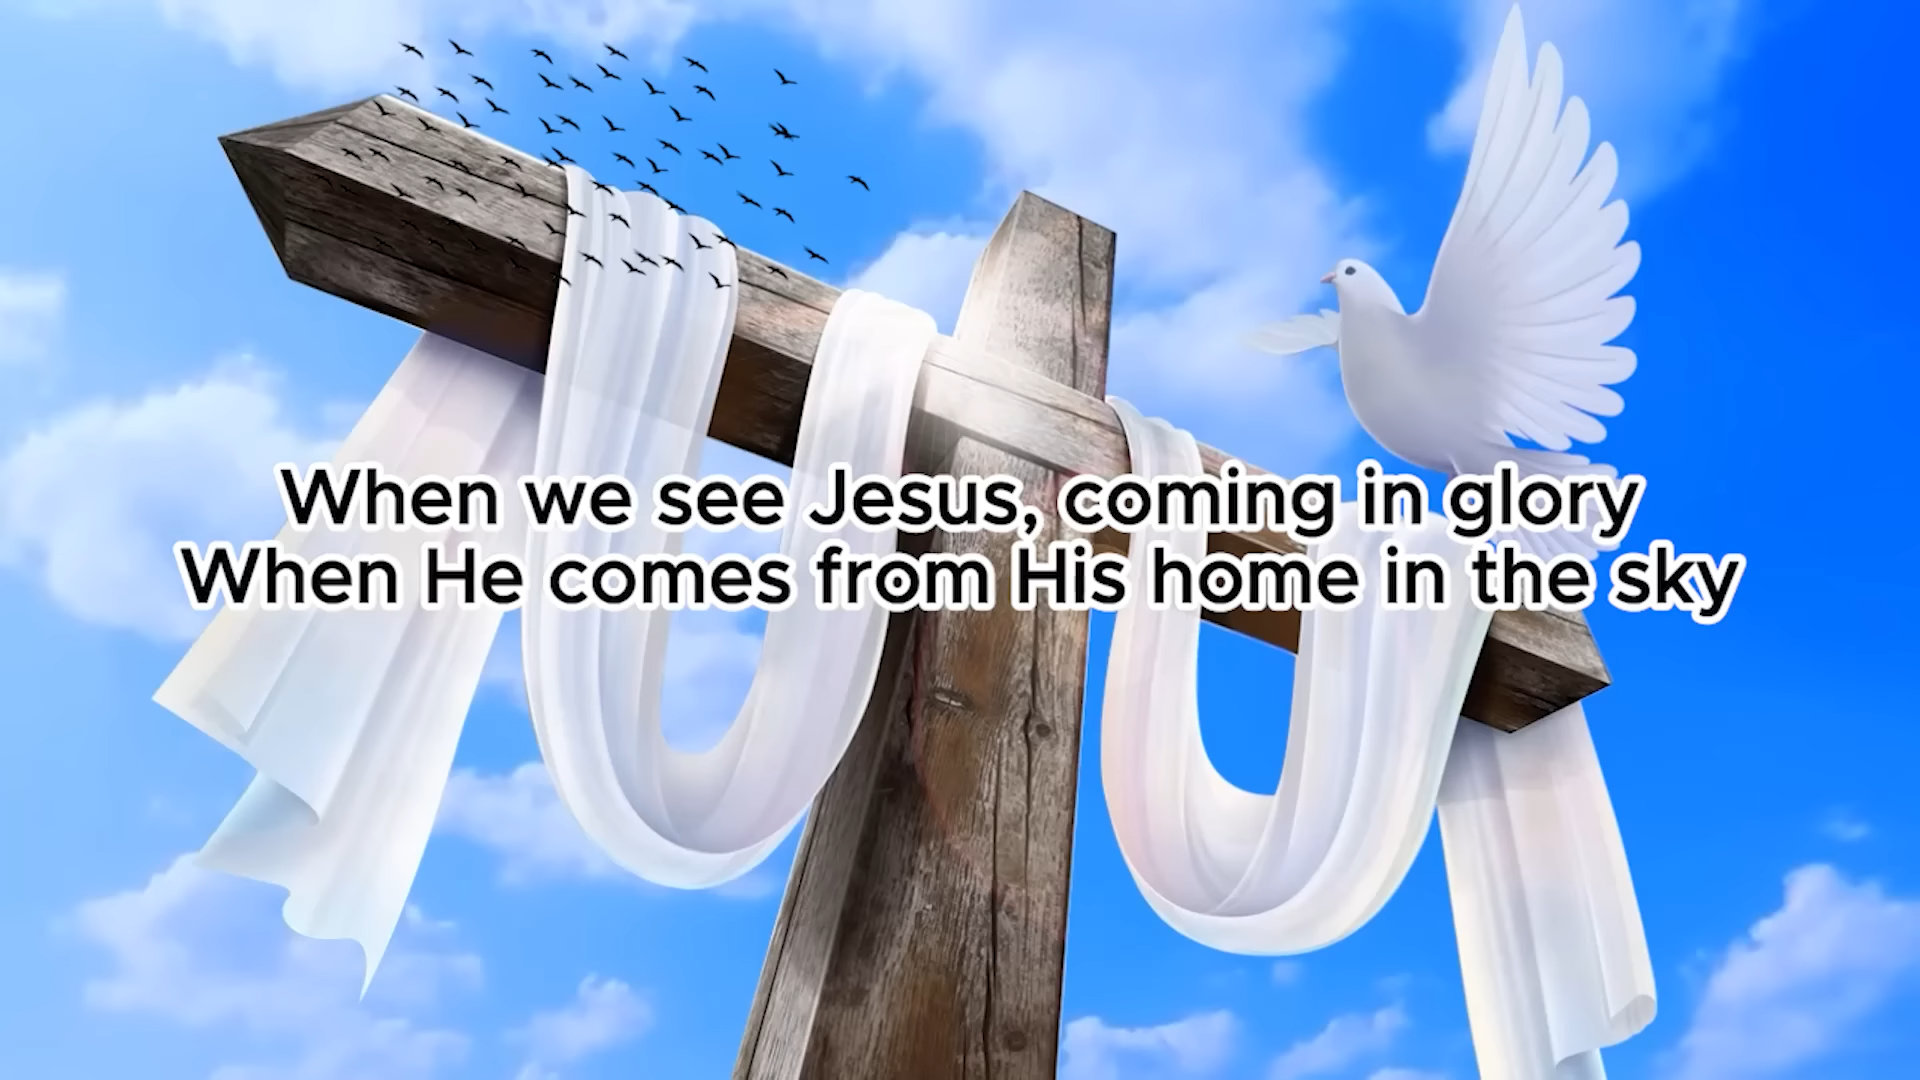 When we see Jesus, coming in glory
When He comes from His home in the sky